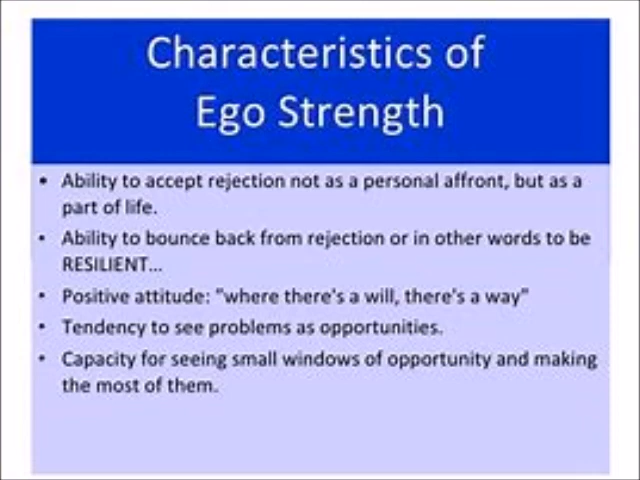 Characteristics of
Ego Strength
• Ability to accept rejection not as a personal affront, but as a
part of life.
• Ability to bounce back from rejection or in other words to be
RESILIENT...
• Positive attitude: "where there's a will, there's a way"
• Tendency to see problems as opportunities.
• Capacity for seeing small windows of opportunity and making
the most of them.